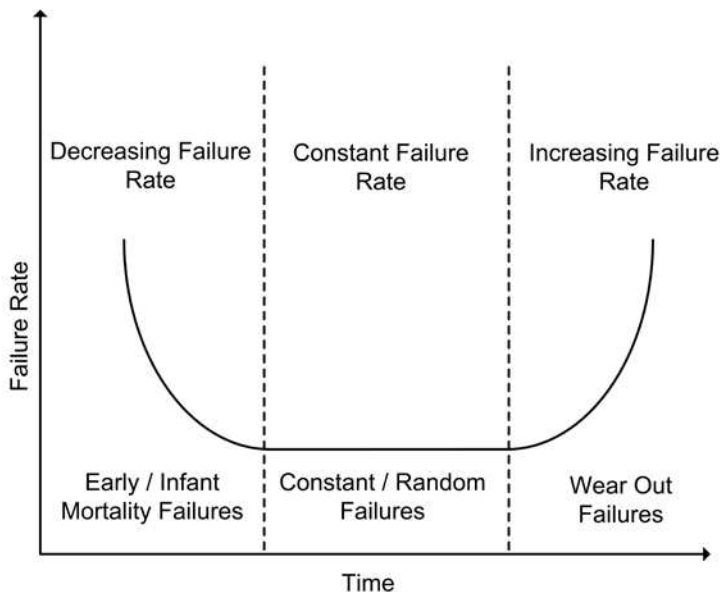 Decreasing Failure
Rate
Constant Failure
Rate
Increasing Failure
Rate
Failure Rate
Early / Infant
Mortality Failures
Constant / Random
Failures
Wear Out
Failures
Time